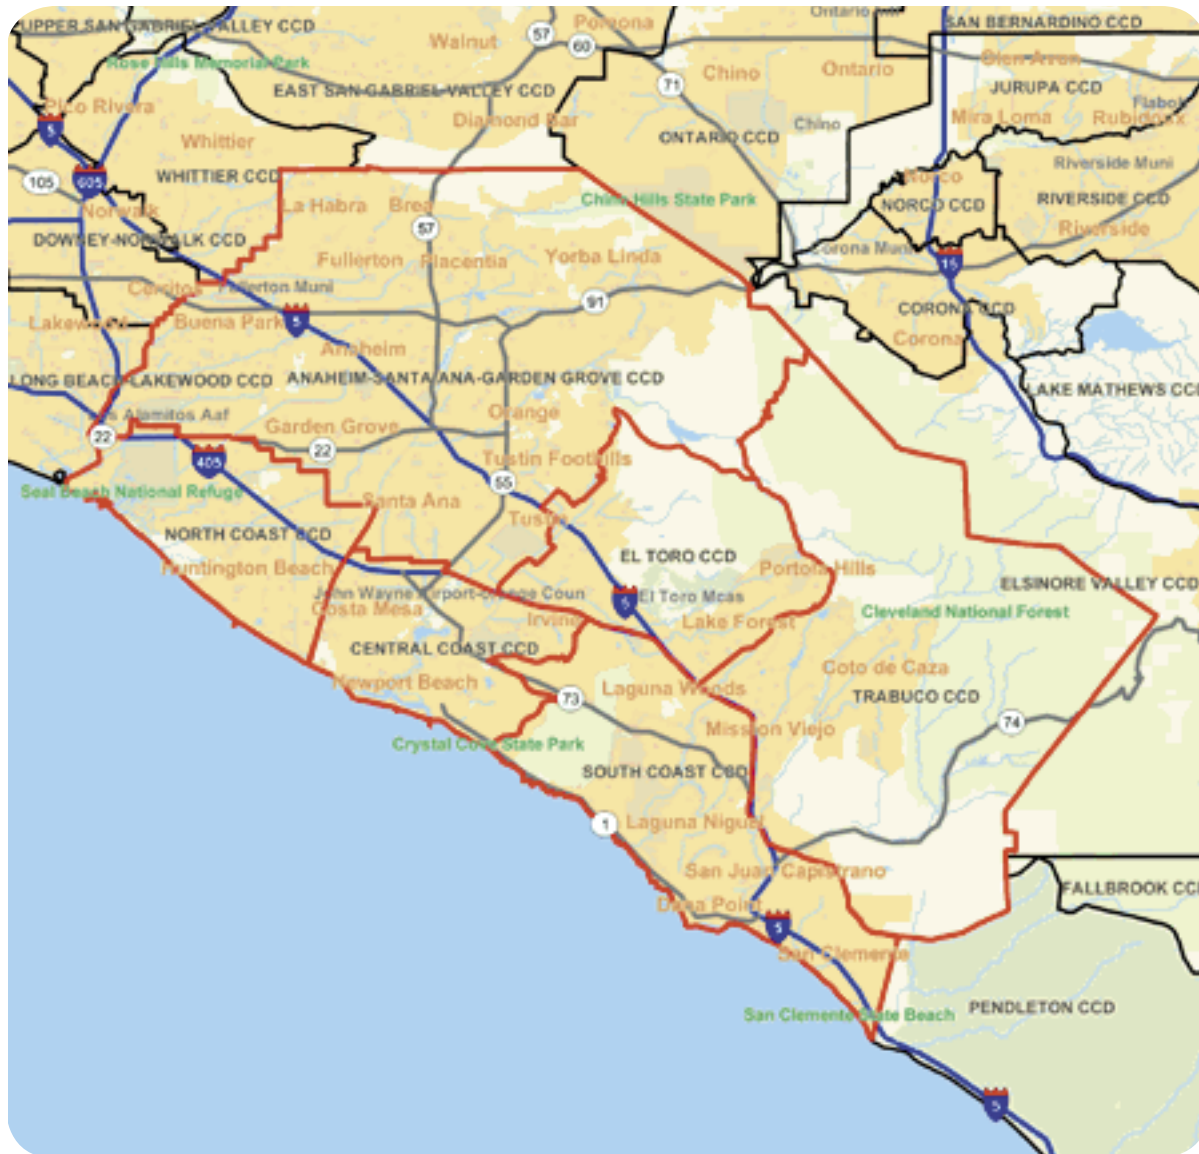 UPPER SAN GABRIEL VALLEY CCD
Walnut
57
60
Pomona
SAN BERNARDINO CCD
Rose Hills Memorial Park
Glen Avon
Chino
Ontario
71
JURUPA CCD
EAST SAN GABRIEL VALLEY CCD
Pico Rivera
5
Diamond Bar
Chino
Mira Loma
Rubidoux
Whittier
ONTARIO CCD
Riverside Muni
105
605
WHITTIER CCD
Norco
Norwalk
La Habra
Brea
Chino Hills State Park
NORCO CCD
RIVERSIDE CCD
57
Riverside
DOWNEY-NORWALK CCD
Fullerton
Placentia
Yorba Linda
Corona Muni
15
Cerritos
Fullerton Muni
91
CORONA CCD
Lakewood
Buena Park
5
Corona
Anaheim
LONG BEACH-LAKEWOOD CCD
ANAHEIM-SANTA ANA-GARDEN GROVE CCD
LAKE MATHEWS CCD
Los Alamitos Aaf
Orange
22
Garden Grove
22
405
Tustin Foothills
Seal Beach National Refuge
55
Santa Ana
Tustin
NORTH COAST CCD
EL TORO CCD
Huntington Beach
Portola Hills
ELSINORE VALLEY CCD
John Wayne Airport-orange Coun
5
El Toro Mcas
Costa Mesa
Irvine
Lake Forest
Cleveland National Forest
CENTRAL COAST CCD
Coto de Caza
Newport Beach
73
Laguna Woods
TRABUCO CCD
74
Mission Viejo
Crystal Cove State Park
SOUTH COAST CCD
1
Laguna Niguel
San Juan Capistrano
FALLBROOK CC
Dana Point
5
San Clemente
San Clemente State Beach
PENDLETON CCD
5